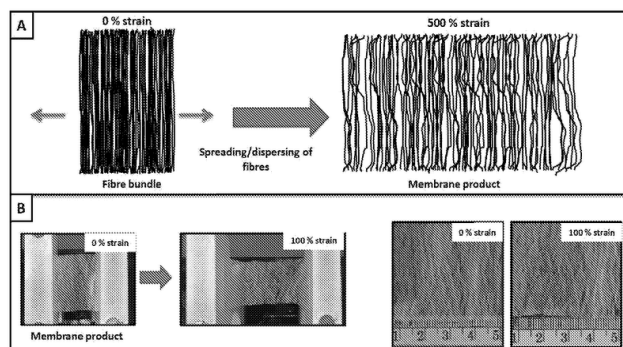 A
0 % strain
500 % strain
Spreading/dispersing of
fibres
Fibre bundle
Membrane product
B
0 % strain
100 % strain
Membrane product
0 % strain
100 % strain
1 2 3 4 5
1 2 3 4 5